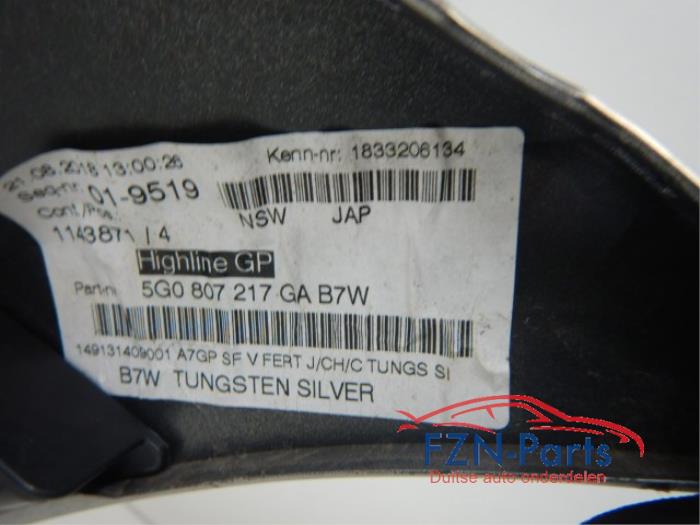 21.08.2018 13:00:26
Kenn-nr: 1833206134
Seq-nr: 01-9519
Cont/Pos.:
NSW JAP
1143871 / 4
Highline GP
Part-nr: 5G0 807 217 GA B7W
149131409001 A7GP SF V FERT J/CH/C TUNGS SI
B7W TUNGSTEN SILVER
FZN-Parts
Duitse auto onderdelen